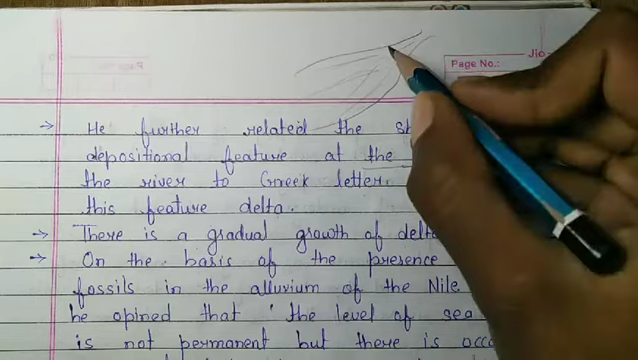 Jio
Page No.:
→ He further related the
depositional feature at the
the river to Greek letter.
this feature delta.
→ There is a gradual growth of delta
→ On the basis of the presence
fossils in the alluvium of the Nile
he opined that 'the level of sea
is not permanent but there is